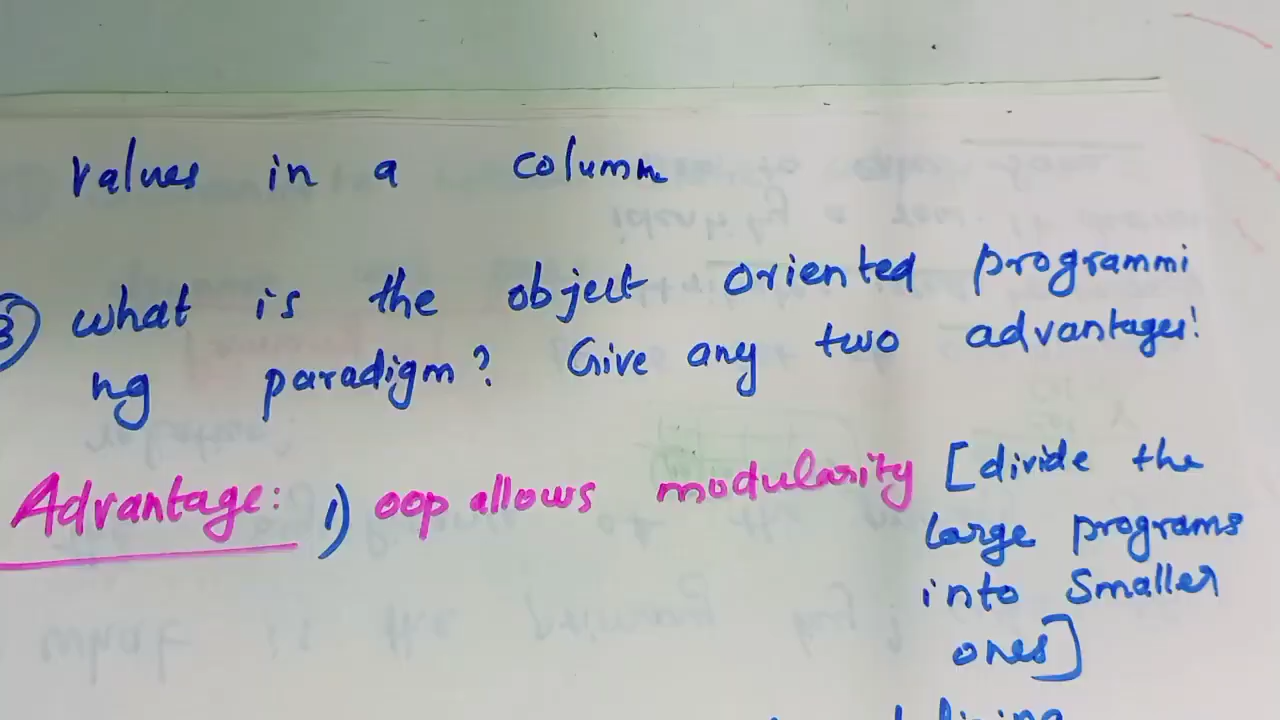 values in a column
3) what is the object oriented programmi
ng paradigm? Give any two advantages!
Advantage: 1) oop allows modularity [divide the
large programs
into smaller
ones]